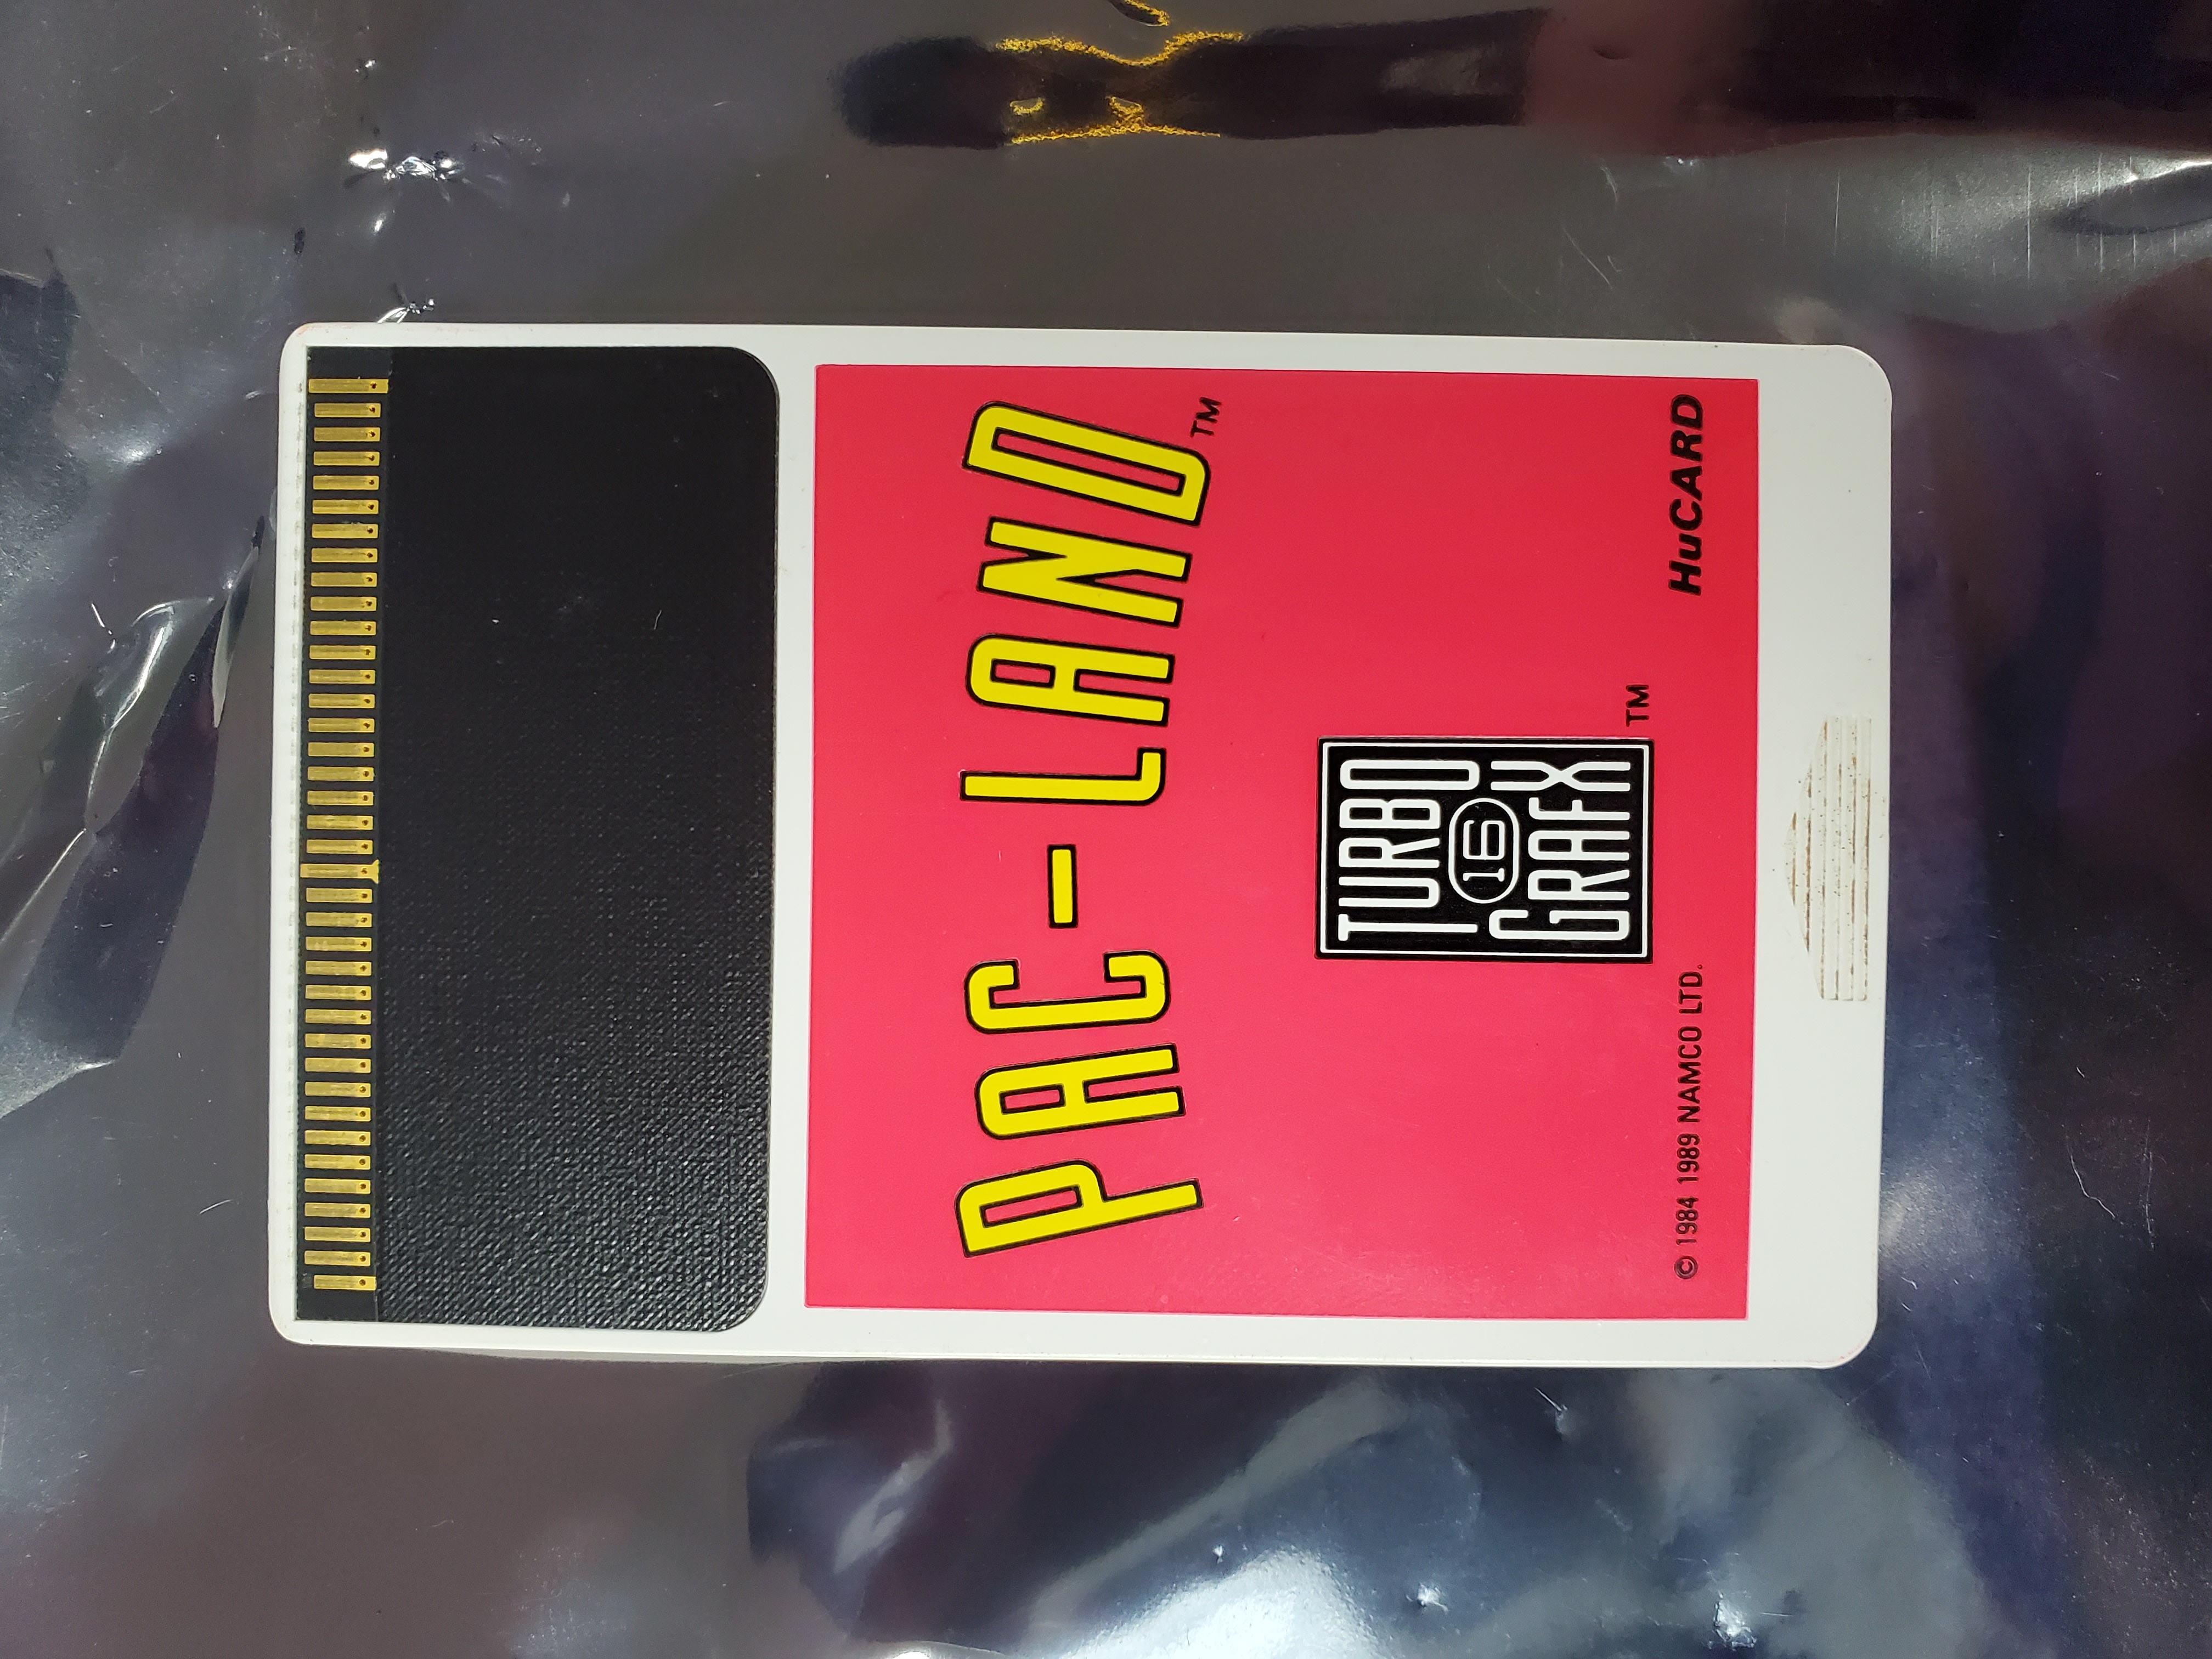 PAC-LAND™
TURBO
16
GRAFX
™
© 1984 1989 NAMCO LTD.
HuCARD